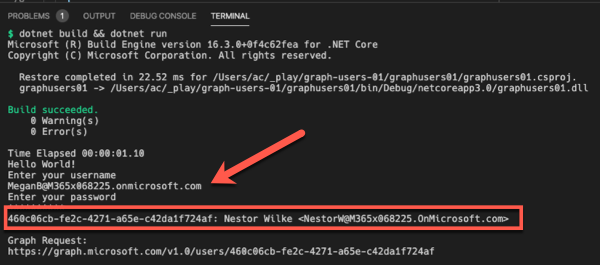 PROBLEMS 1 OUTPUT DEBUG CONSOLE TERMINAL
$ dotnet build && dotnet run
Microsoft (R) Build Engine version 16.3.0+0f4c62fea for .NET Core
Copyright (C) Microsoft Corporation. All rights reserved.
Restore completed in 22.52 ms for /Users/ac/_play/graph-users-01/graphusers01/graphusers01.csproj.
graphusers01 -> /Users/ac/_play/graph-users-01/graphusers01/bin/Debug/netcoreapp3.0/graphusers01.dll
Build succeeded.
0 Warning(s)
0 Error(s)
Time Elapsed 00:00:01.10
Hello World!
Enter your username
MeganB@M365x068225.onmicrosoft.com
Enter your password
460c06cb-fe2c-4271-a65e-c42da1f724af: Nestor Wilke <NestorW@M365x068225.OnMicrosoft.com>
Graph Request:
https://graph.microsoft.com/v1.0/users/460c06cb-fe2c-4271-a65e-c42da1f724af